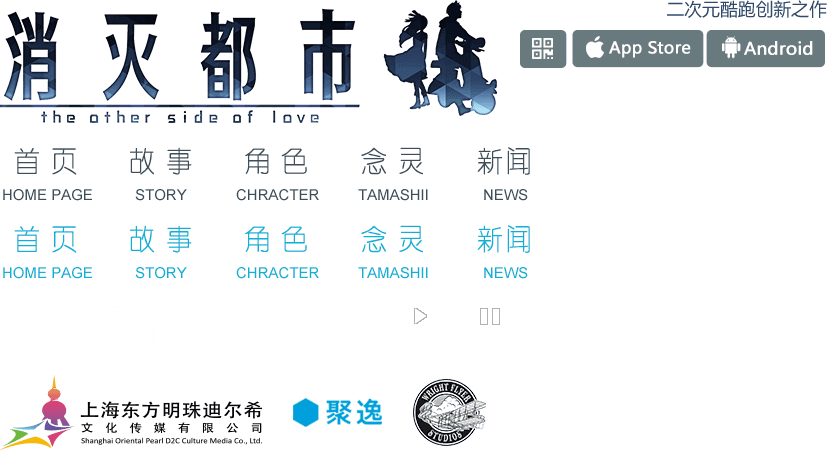 二次元酷跑创新之作
消灭都市
the other side of love
App Store
Android
首页 故事 角色 念灵 新闻
HOME PAGE STORY CHRACTER TAMASHII NEWS
首页 故事 角色 念灵 新闻
HOME PAGE STORY CHRACTER TAMASHII NEWS
上海东方明珠迪尔希
文化传媒有限公司
Shanghai Oriental Pearl D2C Culture Media Co., Ltd.
聚逸
WRIGHT FLYER
STUDIOS